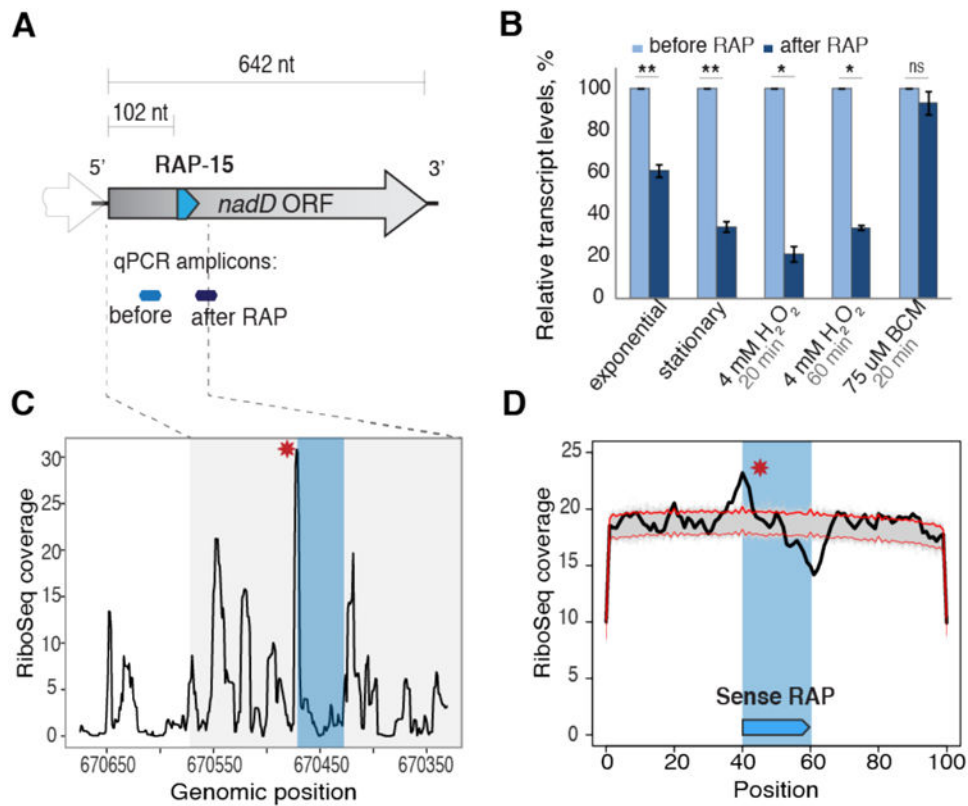 A
642 nt
102 nt
5’
RAP-15
3’
nadD ORF
qPCR amplicons:
before
after RAP
B
before RAP
after RAP
Relative transcript levels, %
100
80
60
40
20
0
**
**
*
*
ns
exponential
stationary
4 mM H2O2
20 min
4 mM H2O2
60 min
75 uM BCM
20 min
C
RiboSeq coverage
30
25
20
15
10
5
0
670650
670550
670450
670350
Genomic position
D
RiboSeq coverage
25
20
15
10
5
0
Sense RAP
0
20
40
60
80
100
Position